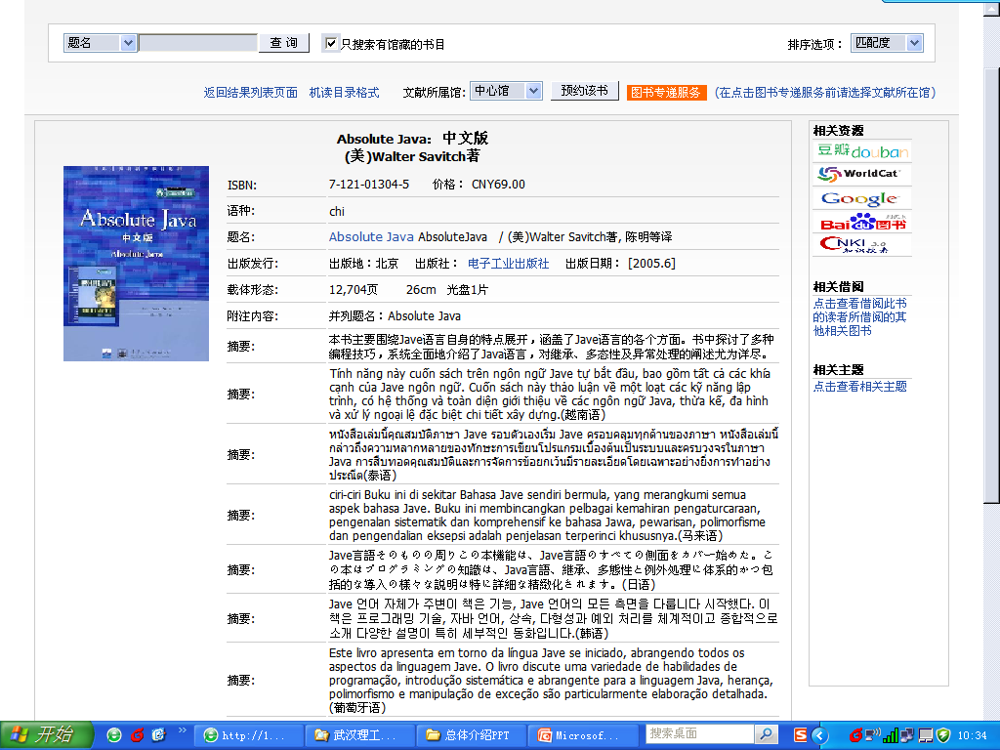 题名 查 询 只搜索有馆藏的书目 排序选项： 匹配度
返回结果列表页面 机读目录格式 文献所属馆: 中心馆 预约该书 图书专递服务 (在点击图书专递服务前请选择文献所在馆)
Absolute Java：中文版
(美)Walter Savitch著
Absolute Java
中文版
Absolute Java
ISBN: 7-121-01304-5 价格： CNY69.00
语种: chi
题名: Absolute Java AbsoluteJava / (美)Walter Savitch著, 陈明等译
出版发行: 出版地：北京 出版社： 电子工业出版社 出版日期： [2005.6]
载体形态: 12,704页 26cm 光盘1片
附注内容: 并列题名：Absolute Java
摘要: 本书主要围绕Java语言自身的特点展开，涵盖了Java语言的各个方面。书中探讨了多种
编程技巧，系统全面地介绍了Java语言，对继承、多态性及异常处理的阐述尤为详尽。
摘要: Tính năng này cuốn sách trên ngôn ngữ Jave tự bắt đầu, bao gồm tất cả các khía
cạnh của Jave ngôn ngữ. Cuốn sách này thảo luận về một loạt các kỹ năng lập
trình, có hệ thống và toàn diện giới thiệu về các ngôn ngữ Java, thừa kế, đa hình
và xử lý ngoại lệ đặc biệt chi tiết xây dựng.(越南语)
摘要: หนังสือเล่มนี้คุณสมบัติภาษา Jave รอบตัวเองเริ่ม Jave ครอบคลุมทุกด้านของภาษา หนังสือเล่มนี้
กล่าวถึงความหลากหลายของทักษะการเขียนโปรแกรมเบื้องต้นเป็นระบบและครบวงจรในภาษา
Java การสืบทอดคุณสมบัติและการจัดการข้อยกเว้นมีรายละเอียดโดยเฉพาะอย่างยิ่งการทำอย่าง
ประณีต(泰语)
摘要: ciri-ciri Buku ini di sekitar Bahasa Jave sendiri bermula, yang merangkumi semua
aspek bahasa Jave. Buku ini membincangkan pelbagai kemahiran pengaturcaraan,
pengenalan sistematik dan komprehensif ke bahasa Jawa, pewarisan, polimorfisme
dan pengendalian eksepsi adalah penjelasan terperinci khususnya.(马来语)
摘要: Jave言語そのものの周りこの本機能は、Jave言語のすべての側面をカバー始めた。こ
の本はプログラミングの知識は、Java言語、継承、多態性と例外処理に体系的かつ包
括的な導入の様々な説明は特に詳細な精緻化されます。(日语)
摘要: Jave 언어 자체가 주변이 책은 기능, Jave 언어의 모든 측면을 다룹니다 시작했다. 이
책은 프로그래밍 기술, 자바 언어, 상속, 다형성과 예외 처리를 체계적이고 종합적으로
소개 다양한 설명이 특히 세부적인 동화입니다.(韩语)
摘要: Este livro apresenta em torno da língua Jave se iniciado, abrangendo todos os
aspectos da linguagem Jave. O livro discute uma variedade de habilidades de
programação, introdução sistemática e abrangente para a linguagem Java, herança,
polimorfismo e manipulação de exceção são particularmente elaboração detalhada.
(葡萄牙语)
相关资源
豆瓣douban
WorldCat
Google
Bai du 图书
CNKI 3.0
知识搜索
相关借阅
点击查看借阅此书
的读者所借阅的其
他相关图书
相关主题
点击查看相关主题
开始 http://1... 武汉理工... 总体介绍PPT Microsof... 搜索桌面 10:34